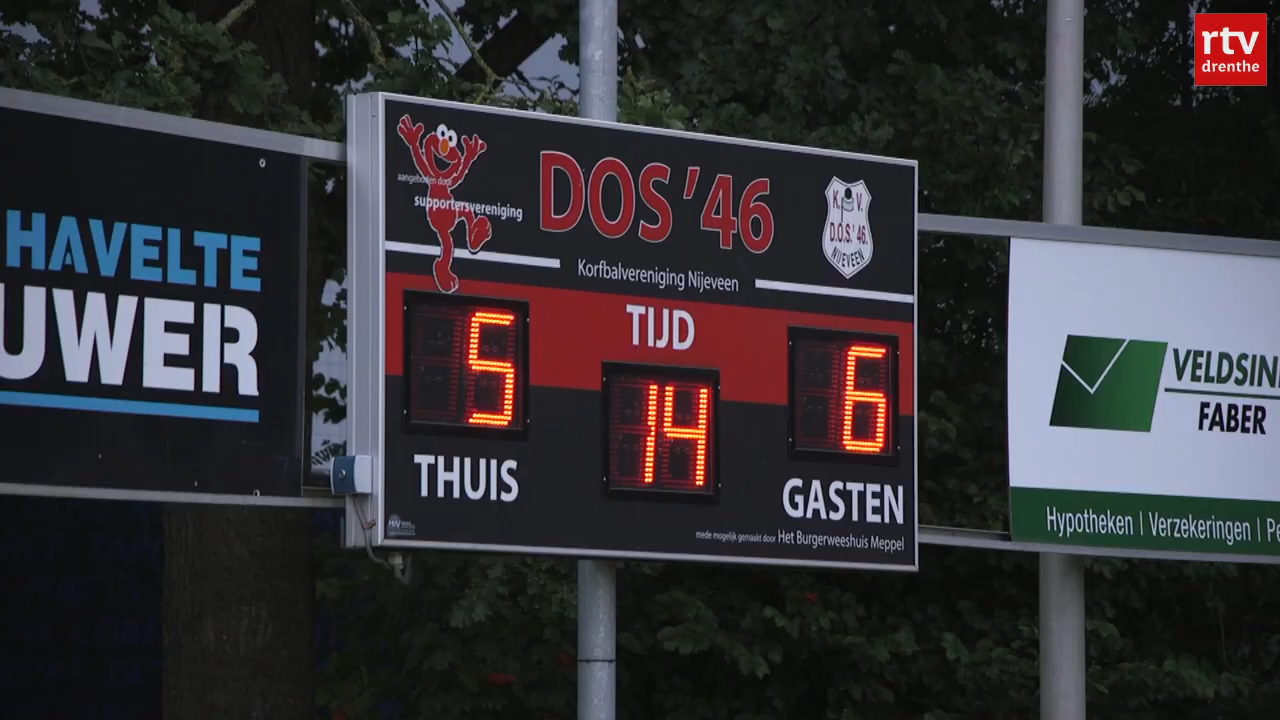 rtv
drenthe
HAVELTE
UWER
aangeboden door
supportersvereniging
DOS '46
Korfbalvereniging Nijeveen
K. V.
D.O.S.' 46.
NIJEVEEN
TIJD
5
14
6
THUIS
GASTEN
mede mogelijk gemaakt door Het Burgerweeshuis Meppel
VELDSIN
FABER
Hypotheken | Verzekeringen | Pe